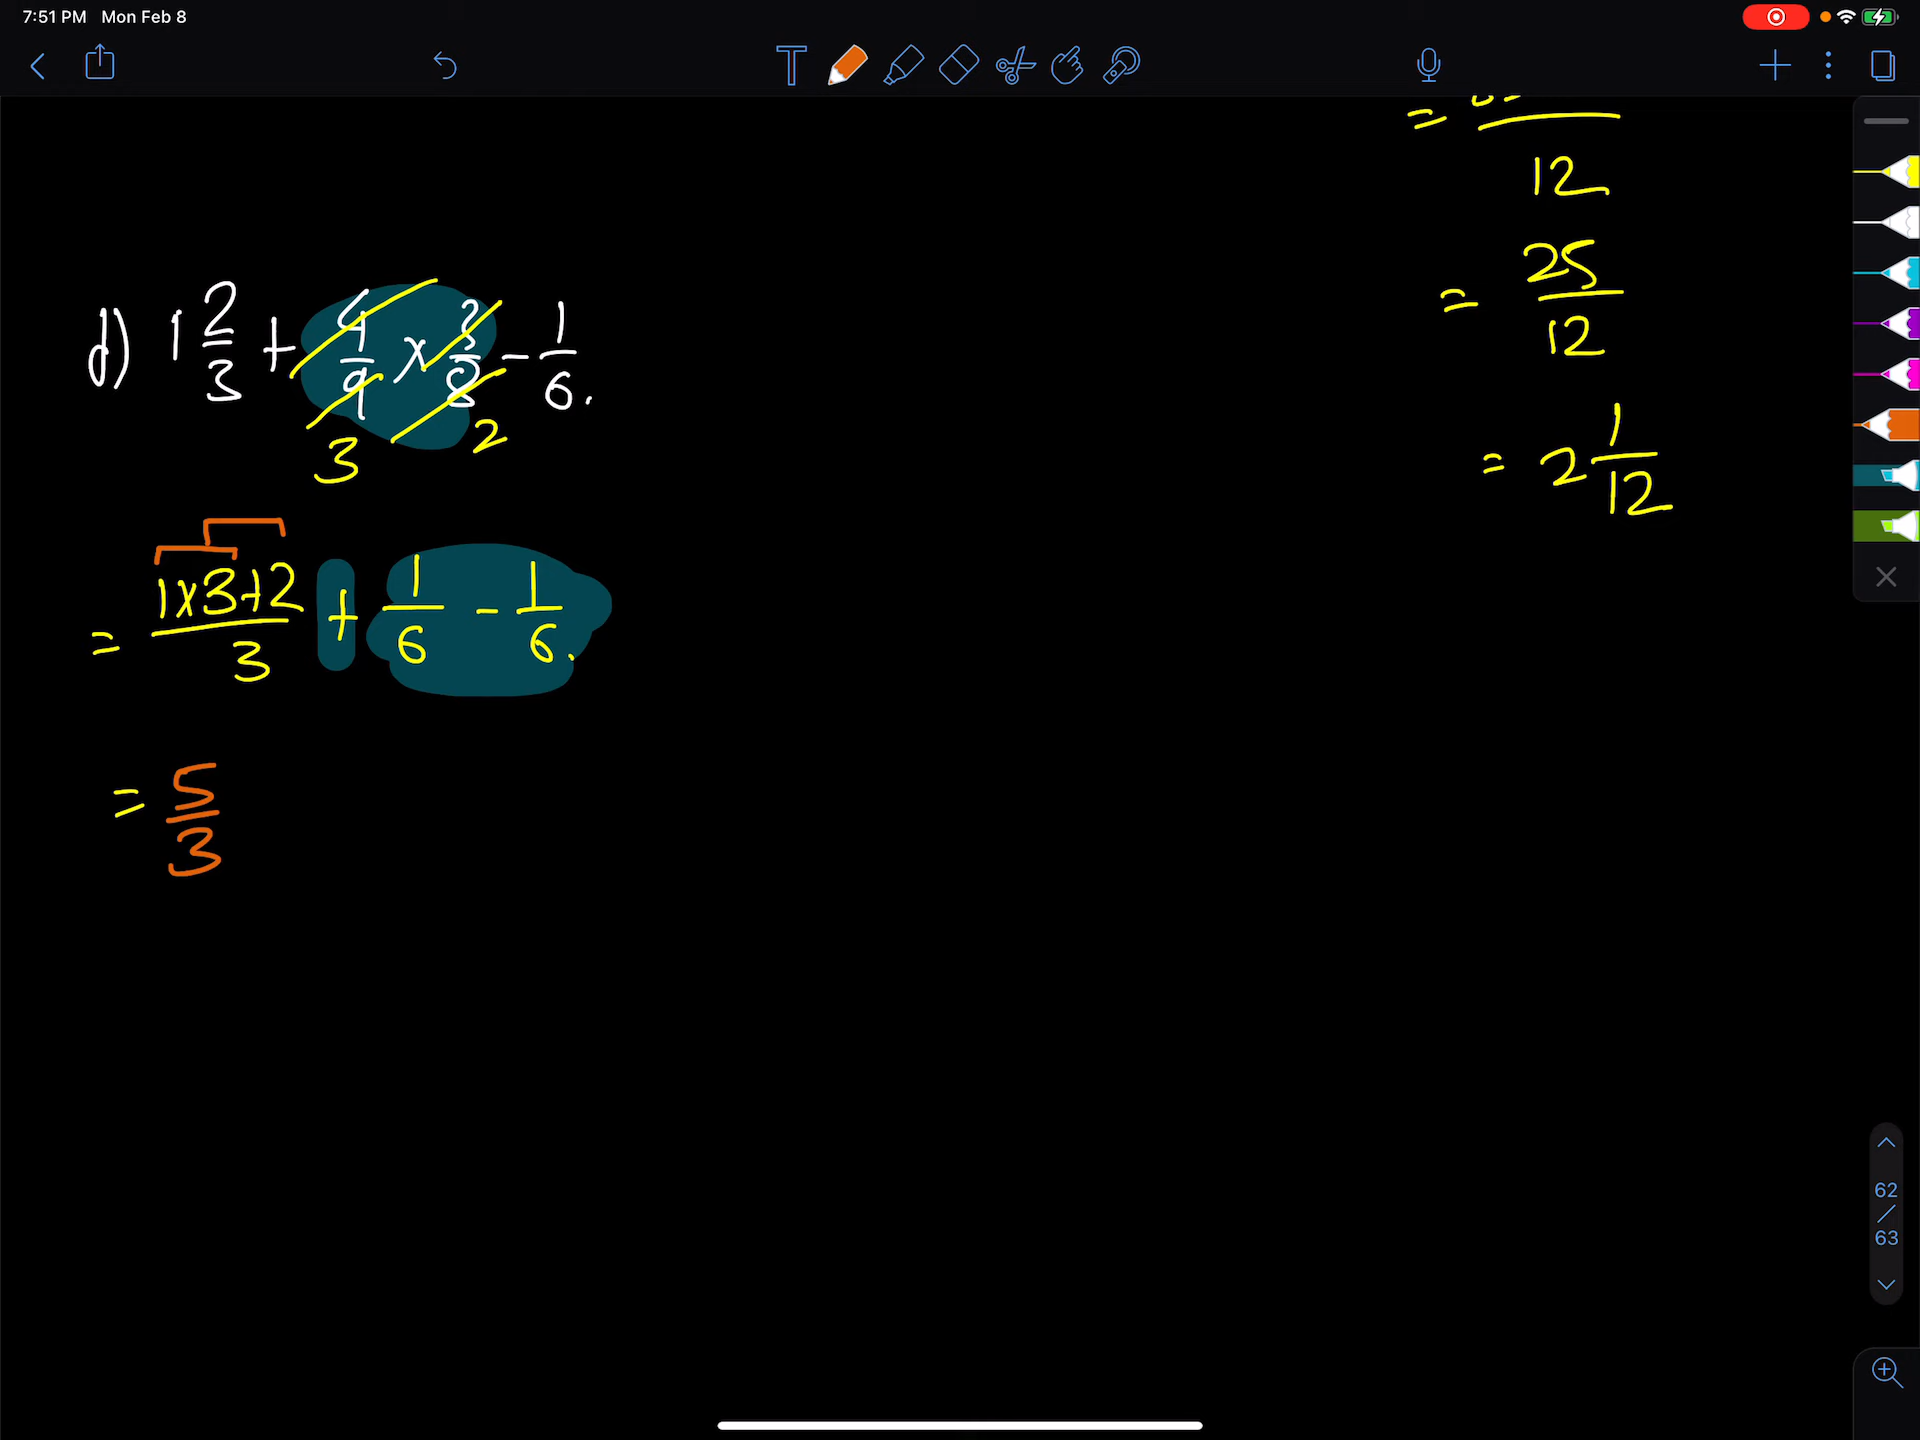 7:51 PM Mon Feb 8
T
= 
12
= 25/12
= 2 1/12
d) 1 2/3 + 4/9 x 3/8 - 1/6.
3 2
= 1x3+2/3 + 1/6 - 1/6.
= 5/3
62
/
63